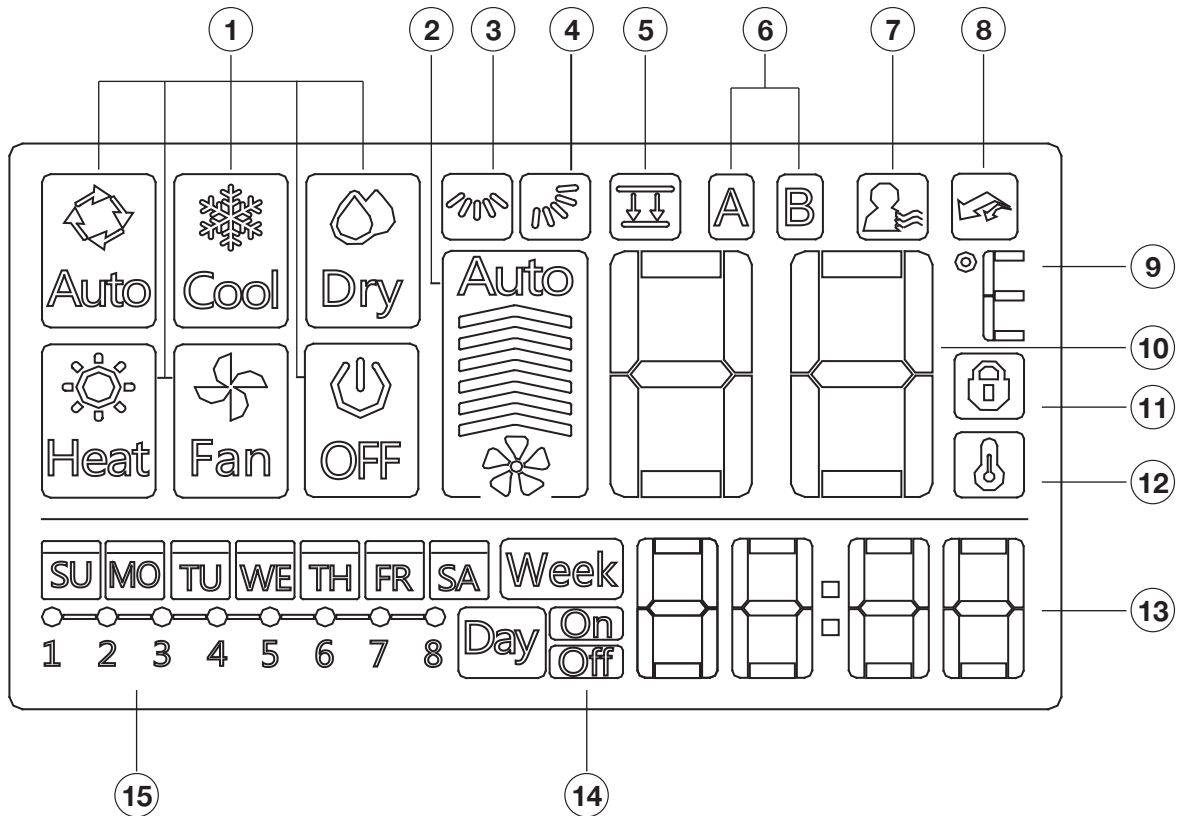 1 2 3 4 5 6 7 8
A B
Auto Cool Dry Auto
9
10
11
Heat Fan OFF
12
SU MO TU WE TH FR SA Week
13
Day On
Off
1 2 3 4 5 6 7 8
15 14